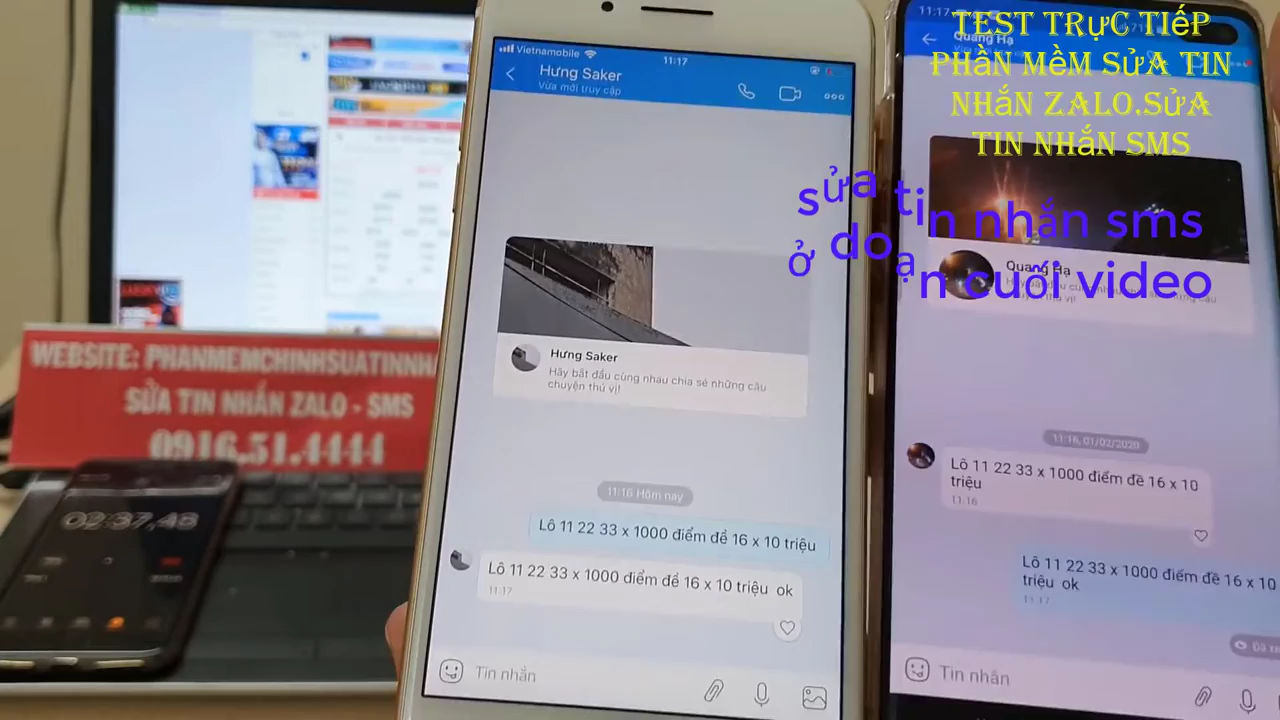 TEST TRỰC TIẾP
PHẦN MỀM SỬA TIN
NHẮN ZALO.SỬA
TIN NHẮN SMS
sửa tin nhắn sms
ở đoạn cuối video
WEBSITE: PHANMEMCHINHSUATINNHA
SỬA TIN NHẮN ZALO - SMS
0916.51.4444
02:37,48
Vietnamobile
11:17
Hưng Saker
Vừa mới truy cập
Hưng Saker
Hãy bắt đầu cùng nhau chia sẻ những câu
chuyện thú vị!
11:16 Hôm nay
Lô 11 22 33 x 1000 điểm đề 16 x 10 triệu
Lô 11 22 33 x 1000 điểm đề 16 x 10 triệu ok
11:17
Tin nhắn
11:17
Quang Hạ
Quang Hạ
11:16, 01/02/2020
Lô 11 22 33 x 1000 điểm đề 16 x 10
triệu
11:16
Lô 11 22 33 x 1000 điểm đề 16 x 10
triệu ok
11:17
Tin nhắn